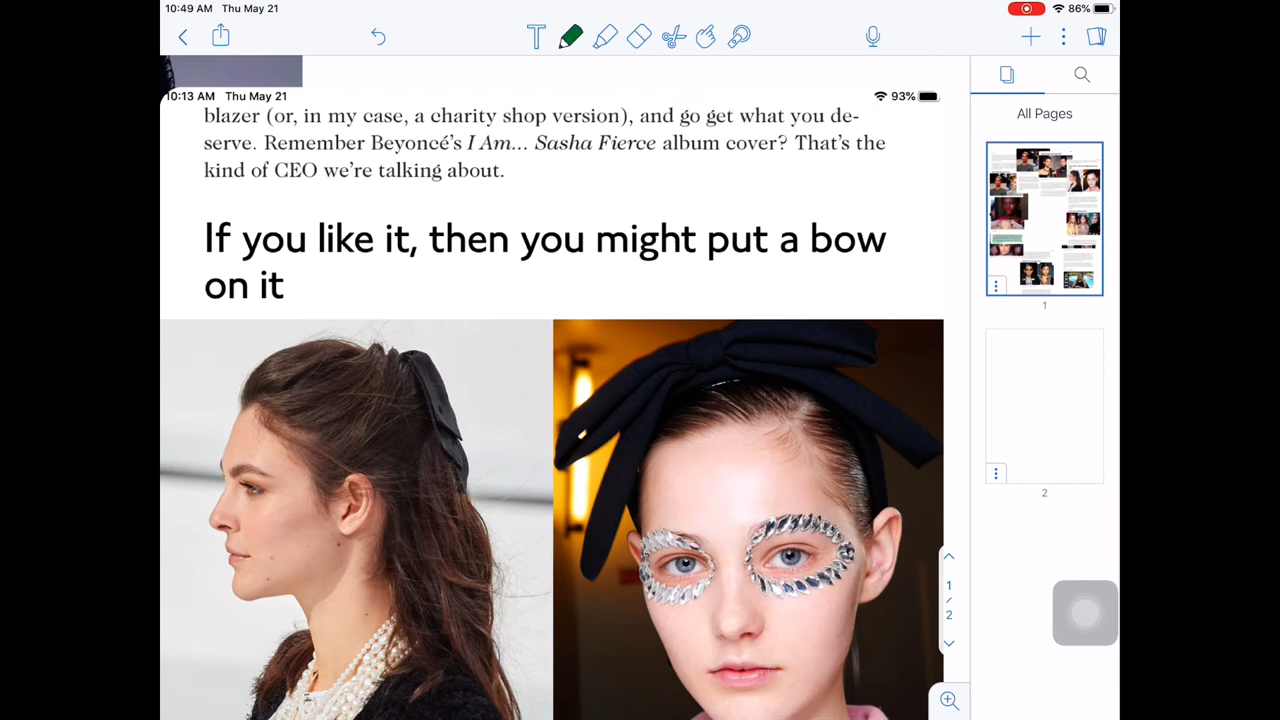 10:49 AM Thu May 21
86%
T
10:13 AM Thu May 21
93%
All Pages
blazer (or, in my case, a charity shop version), and go get what you de-
serve. Remember Beyoncé's I Am... Sasha Fierce album cover? That's the
kind of CEO we're talking about.
If you like it, then you might put a bow
on it
1
2
1
/
2